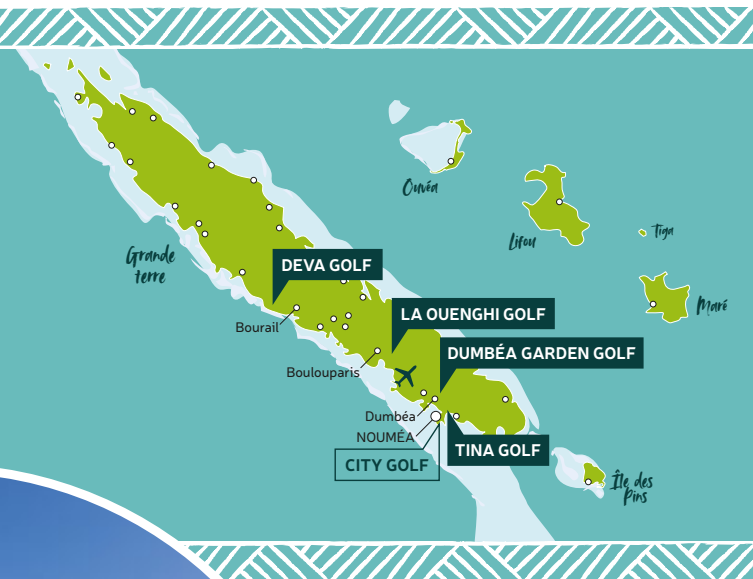 Ouvéa
Lifou
Tiga
Grande
terre
DEVA GOLF
Maré
LA OUENGHI GOLF
Bourail
DUMBÉA GARDEN GOLF
Boulouparis
Dumbéa
NOUMÉA
TINA GOLF
CITY GOLF
Île des
Pins